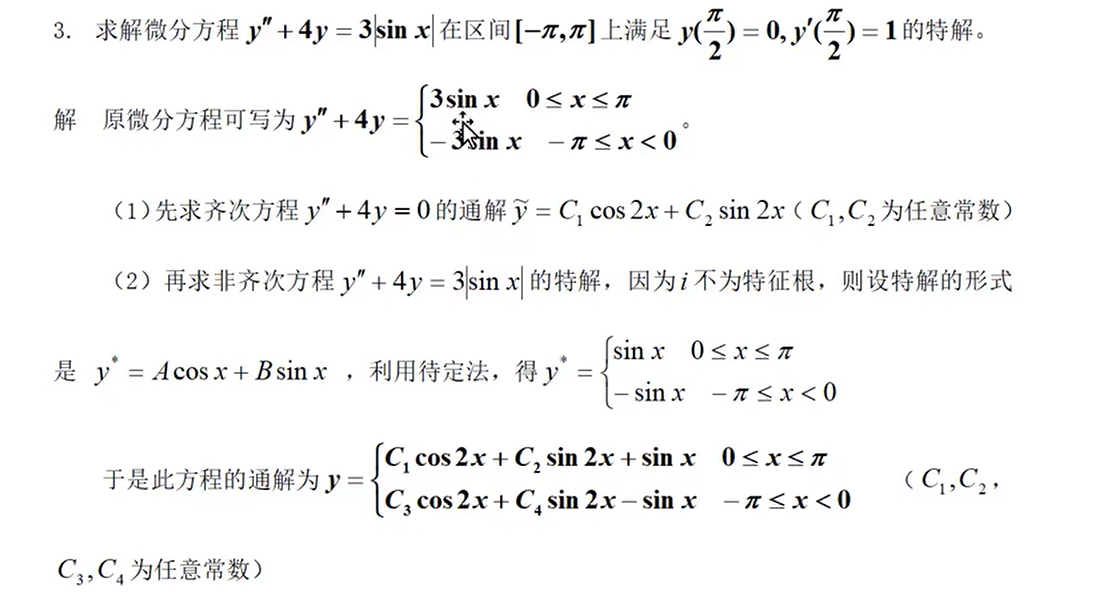 3. 求解微分方程 y″ + 4y = 3|sin x| 在区间[−π,π]上满足 y(π/2) = 0, y′(π/2) = 1 的特解。
解 原微分方程可写为 y″ + 4y = { 3sin x 0 ≤ x ≤ π
− 3sin x − π ≤ x < 0 。
（1）先求齐次方程 y″ + 4y = 0 的通解 ỹ = C₁ cos 2x + C₂ sin 2x（ C₁,C₂ 为任意常数）
（2）再求非齐次方程 y″ + 4y = 3|sin x| 的特解，因为 i 不为特征根，则设特解的形式
是 y* = A cos x + B sin x ，利用待定法，得 y* = { sin x 0 ≤ x ≤ π
− sin x − π ≤ x < 0
于是此方程的通解为 y = { C₁ cos 2x + C₂ sin 2x + sin x 0 ≤ x ≤ π
C₃ cos 2x + C₄ sin 2x − sin x − π ≤ x < 0 （ C₁,C₂ ，
C₃,C₄ 为任意常数）